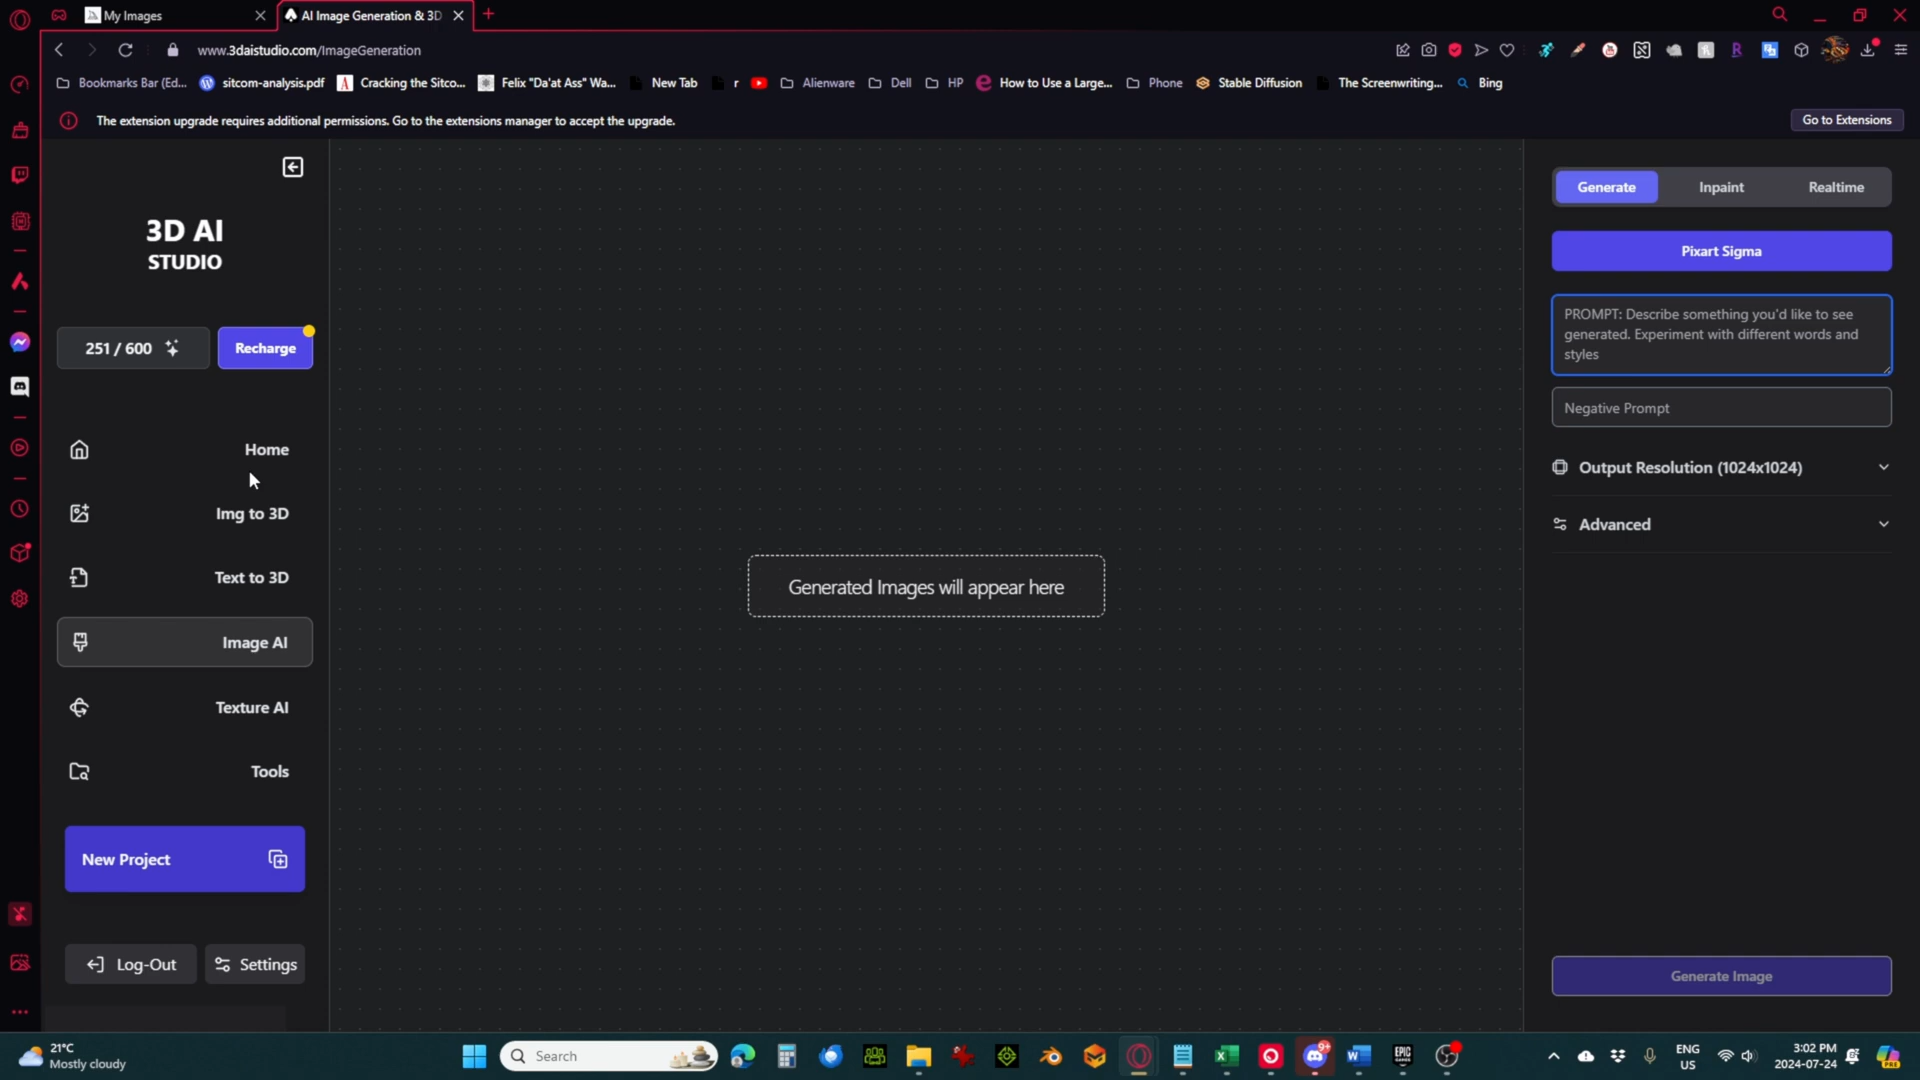 My Images
AI Image Generation & 3D
www.3daistudio.com/ImageGeneration
Bookmarks Bar (Ed...
sitcom-analysis.pdf
Cracking the Sitco...
Felix "Da'at Ass" Wa...
New Tab
r
Alienware
Dell
HP
How to Use a Large...
Phone
Stable Diffusion
The Screenwriting...
Bing
The extension upgrade requires additional permissions. Go to the extensions manager to accept the upgrade.
Go to Extensions
3D AI
STUDIO
251 / 600
Recharge
Home
Img to 3D
Text to 3D
Image AI
Texture AI
Tools
New Project
Log-Out
Settings
Generated Images will appear here
Generate
Inpaint
Realtime
Pixart Sigma
PROMPT: Describe something you'd like to see
generated. Experiment with different words and
styles
Negative Prompt
Output Resolution (1024x1024)
Advanced
Generate Image
21°C
Mostly cloudy
Search
9+
EPIC
ENG
US
3:02 PM
2024-07-24
PRE